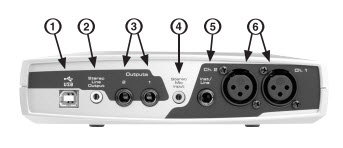 1
2
3
4
5
6
USB
Stereo
Line
Output
Outputs
2
1
Stereo
Mic
Input
Ch. 2
Inst/
Line
Ch. 1